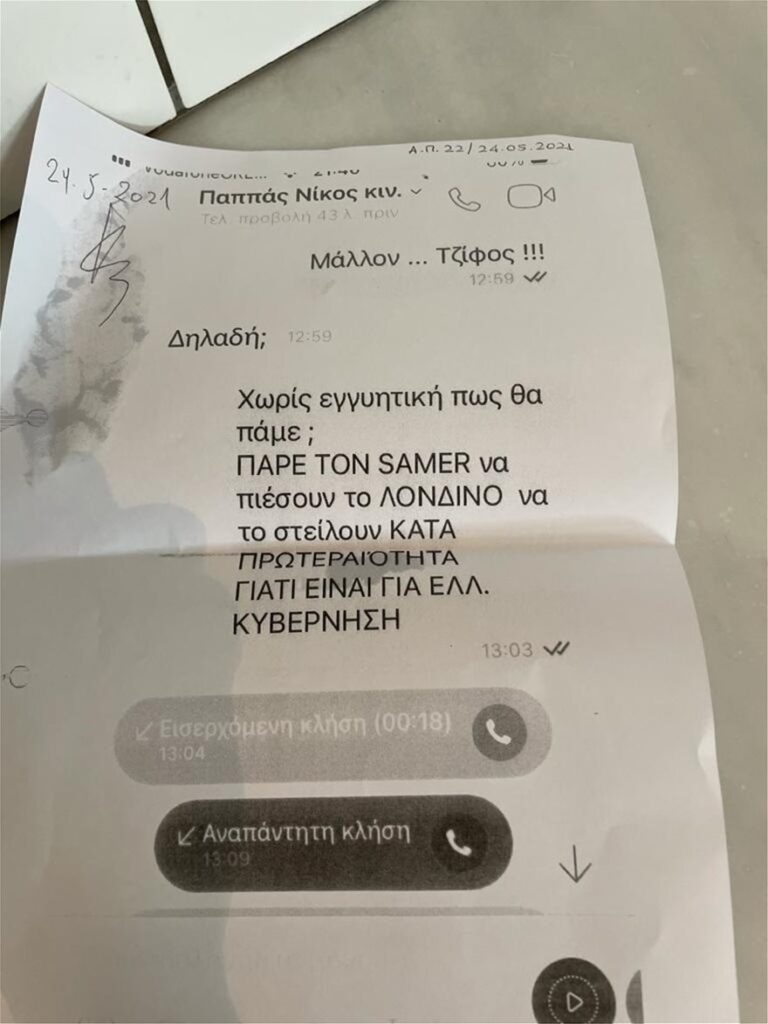 Α.Π. 22/24.05.2021
24-5-2021
Παππάς Νίκος κιν.
Τελ. προβολή 43 λ. πριν
Μάλλον ... Τζίφος !!!
12:59
Δηλαδή;
12:59
Χωρίς εγγυητική πως θα
πάμε ;
ΠΑΡΕ ΤΟΝ SAMER να
πιέσουν το ΛΟΝΔΙΝΟ να
το στείλουν ΚΑΤΑ
ΠΡΩΤΕΡΑΙΌΤΗΤΑ
ΓΙΑΤΙ ΕΙΝΑΙ ΓΙΑ ΕΛΛ.
ΚΥΒΕΡΝΗΣΗ
13:03
Εισερχόμενη κλήση (00:18)
13:04
Αναπάντητη κλήση
13:09